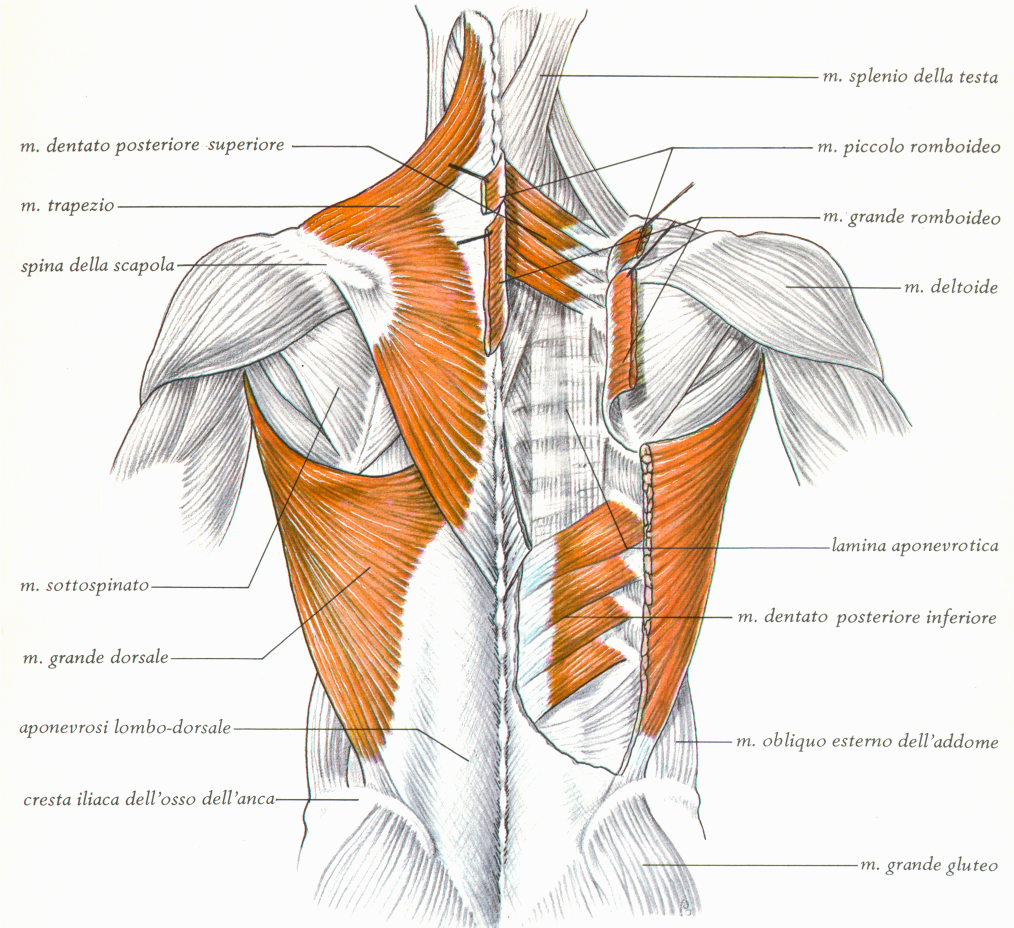 m. dentato posteriore superiore
m. trapezio
spina della scapola
m. sottospinato
m. grande dorsale
aponevrosi lombo-dorsale
cresta iliaca dell'osso dell'anca
m. splenio della testa
m. piccolo romboideo
m. grande romboideo
m. deltoide
lamina aponevrotica
m. dentato posteriore inferiore
m. obliquo esterno dell'addome
m. grande gluteo